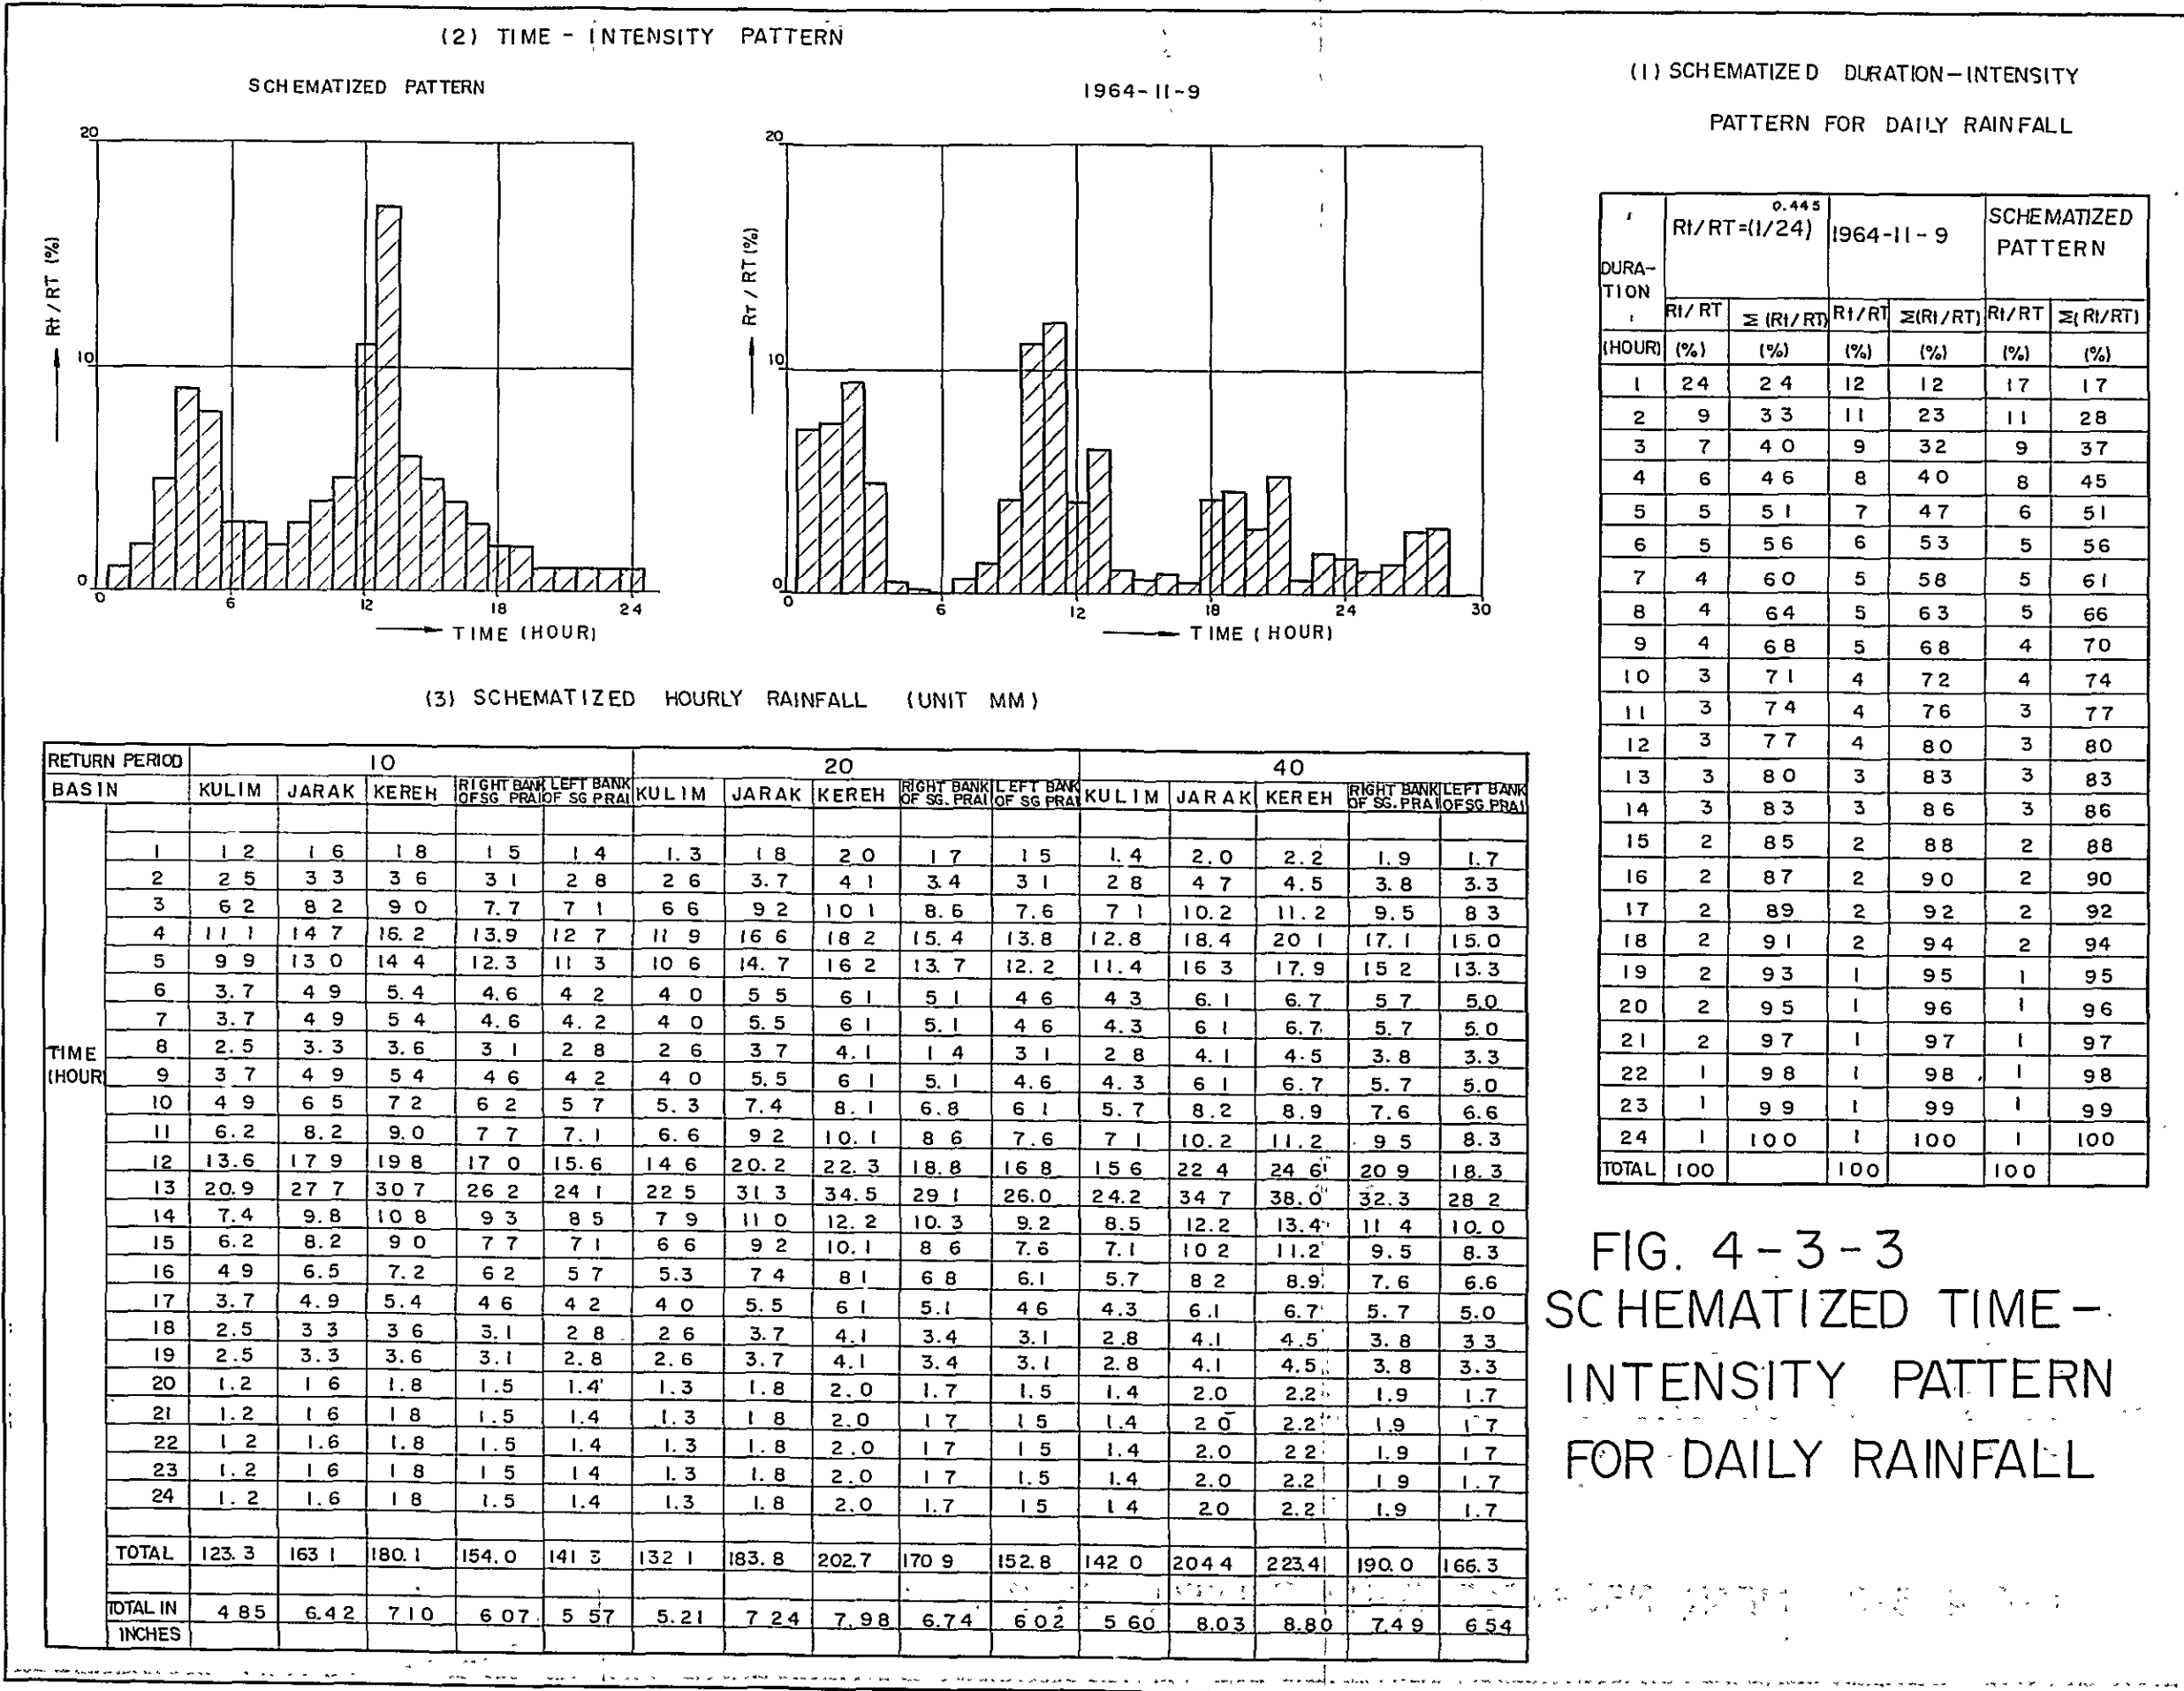 (2) TIME - INTENSITY PATTERN
SCHEMATIZED PATTERN
1964-11-9
20
10
0
Rt/RT (%)
0 6 12 18 24
TIME (HOUR)
20
10
0
RT/RT (%)
0 6 12 18 24 30
TIME (HOUR)
(1) SCHEMATIZED DURATION-INTENSITY
PATTERN FOR DAILY RAINFALL
DURA-
TION
(HOUR)
Rt/RT=(1/24) 0.445
1964-11-9
SCHEMATIZED
PATTERN
Rt/RT Σ(Rt/RT) Rt/RT Σ(Rt/RT) Rt/RT Σ(Rt/RT)
(%) (%) (%) (%) (%) (%)
1 24 24 12 12 17 17
2 9 33 11 23 11 28
3 7 40 9 32 9 37
4 6 46 8 40 8 45
5 5 51 7 47 6 51
6 5 56 6 53 5 56
7 4 60 5 58 5 61
8 4 64 5 63 5 66
9 4 68 5 68 4 70
10 3 71 4 72 4 74
11 3 74 4 76 3 77
12 3 77 4 80 3 80
13 3 80 3 83 3 83
14 3 83 3 86 3 86
15 2 85 2 88 2 88
16 2 87 2 90 2 90
17 2 89 2 92 2 92
18 2 91 2 94 2 94
19 2 93 1 95 1 95
20 2 95 1 96 1 96
21 2 97 1 97 1 97
22 1 98 1 98 1 98
23 1 99 1 99 1 99
24 1 100 1 100 1 100
TOTAL 100 100 100
(3) SCHEMATIZED HOURLY RAINFALL (UNIT MM)
RETURN PERIOD 10 20 40
BASIN KULIM JARAK KEREH RIGHT BANK OF SG. PRAI LEFT BANK OF SG PRAI KULIM JARAK KEREH RIGHT BANK OF SG. PRAI LEFT BANK OF SG PRAI KULIM JARAK KEREH RIGHT BANK OF SG. PRAI LEFT BANK OF SG PRAI
TIME
(HOUR)
1 1 2 1 6 1 8 1 5 1 4 1.3 1 8 2 0 1 7 1 5 1.4 2.0 2.2 1.9 1.7
2 2 5 3 3 3 6 3 1 2 8 2 6 3.7 4 1 3.4 3 1 2 8 4 7 4.5 3.8 3.3
3 6 2 8 2 9 0 7.7 7 1 6 6 9 2 10 1 8.6 7.6 7 1 10.2 11.2 9.5 8 3
4 11 1 14 7 16.2 13.9 12 7 11 9 16 6 18 2 15.4 13.8 12.8 18.4 20 1 17.1 15.0
5 9 9 13 0 14 4 12.3 11 3 10 6 14.7 16 2 13.7 12.2 11.4 16 3 17.9 15 2 13.3
6 3.7 4 9 5.4 4.6 4 2 4 0 5 5 6 1 5 1 4 6 4 3 6.1 6.7 5 7 5.0
7 3.7 4 9 5 4 4.6 4.2 4 0 5.5 6 1 5.1 4 6 4.3 6 1 6.7 5.7 5.0
8 2.5 3.3 3.6 3 1 2 8 2 6 3 7 4.1 1 4 3 1 2 8 4.1 4.5 3.8 3.3
9 3 7 4 9 5 4 4 6 4 2 4 0 5.5 6 1 5.1 4.6 4.3 6 1 6.7 5.7 5.0
10 4 9 6 5 7 2 6 2 5 7 5.3 7.4 8.1 6.8 6 1 5.7 8.2 8.9 7.6 6.6
11 6.2 8.2 9.0 7 7 7.1 6.6 9 2 10.1 8 6 7.6 7 1 10.2 11.2 9 5 8.3
12 13.6 17 9 19 8 17 0 15.6 14 6 20.2 22.3 18.8 16 8 15 6 22 4 24 6 20 9 18.3
13 20.9 27 7 30 7 26 2 24 1 22 5 31 3 34.5 29 1 26.0 24.2 34 7 38.0 32.3 28 2
14 7.4 9.8 10 8 9 3 8 5 7 9 11 0 12.2 10.3 9.2 8.5 12.2 13.4 11 4 10.0
15 6.2 8.2 9 0 7 7 7 1 6 6 9 2 10.1 8 6 7.6 7.1 10 2 11.2 9.5 8.3
16 4 9 6.5 7.2 6 2 5 7 5.3 7 4 8 1 6 8 6.1 5.7 8 2 8.9 7.6 6.6
17 3.7 4.9 5.4 4 6 4 2 4 0 5.5 6 1 5.1 4 6 4.3 6.1 6.7 5.7 5.0
18 2.5 3 3 3 6 3.1 2 8 2 6 3.7 4.1 3.4 3.1 2.8 4.1 4.5 3.8 3 3
19 2.5 3.3 3.6 3.1 2.8 2.6 3.7 4.1 3.4 3.1 2.8 4.1 4.5 3.8 3.3
20 1.2 1 6 1.8 1.5 1.4 1.3 1.8 2.0 1.7 1.5 1.4 2.0 2.2 1.9 1.7
21 1.2 1 6 1 8 1.5 1.4 1.3 1 8 2.0 1 7 1 5 1.4 2 0 2.2 1.9 1 7
22 1 2 1.6 1.8 1.5 1.4 1.3 1.8 2.0 1 7 1 5 1.4 2.0 2 2 1.9 1 7
23 1.2 1 6 1 8 1 5 1 4 1.3 1.8 2.0 1 7 1.5 1.4 2.0 2.2 1 9 1.7
24 1.2 1.6 1 8 1.5 1.4 1.3 1.8 2.0 1.7 1 5 1 4 2.0 2.2 1.9 1.7
TOTAL 123.3 163 1 180.1 154.0 141 3 132 1 183.8 202.7 170 9 152.8 142 0 204 4 223.4 190.0 166.3
TOTAL IN INCHES 4 85 6.42 7 10 6 07 5 57 5.21 7 24 7.98 6.74 6 02 5 60 8.03 8.80 7.49 6 54
FIG. 4-3-3
SCHEMATIZED TIME-
INTENSITY PATTERN
FOR DAILY RAINFALL